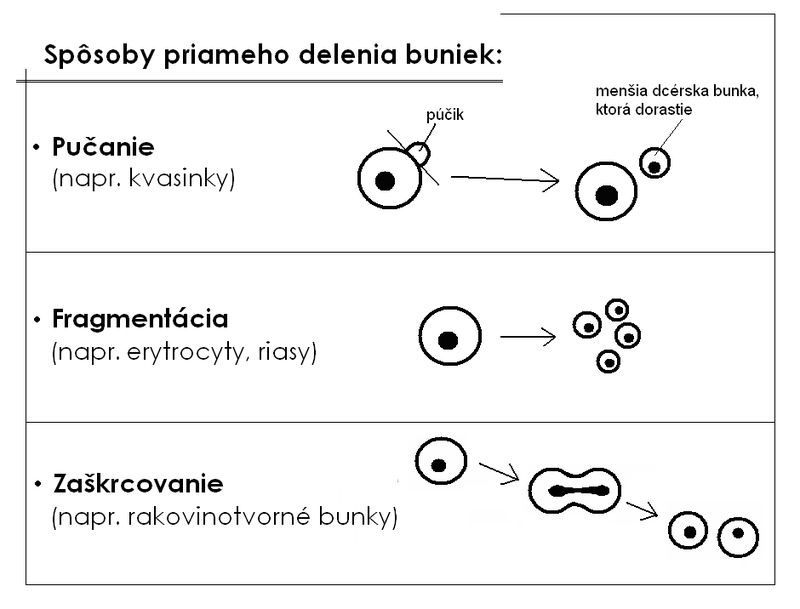 Spôsoby priameho delenia buniek:
• Pučanie
(napr. kvasinky)
púčik
menšia dcérska bunka,
ktorá dorastie
• Fragmentácia
(napr. erytrocyty, riasy)
• Zaškrcovanie
(napr. rakovinotvorné bunky)